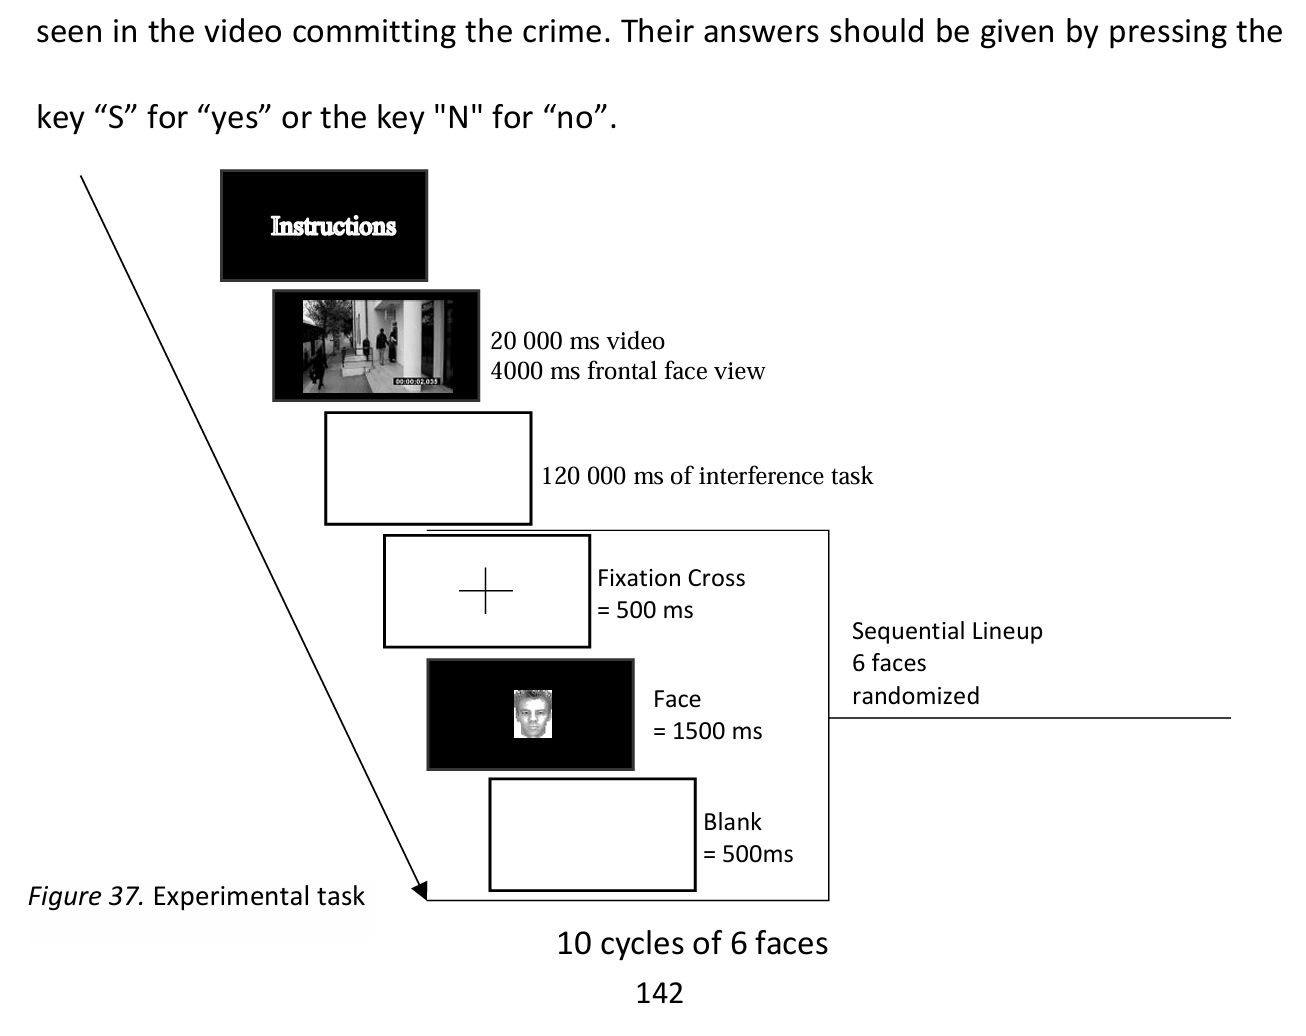 seen in the video committing the crime. Their answers should be given by pressing the
key “S” for “yes” or the key "N" for “no”.
Instructions
00:00:02,035
20 000 ms video
4000 ms frontal face view
120 000 ms of interference task
Fixation Cross
= 500 ms
Sequential Lineup
6 faces
randomized
Face
= 1500 ms
Blank
= 500ms
Figure 37. Experimental task
10 cycles of 6 faces
142